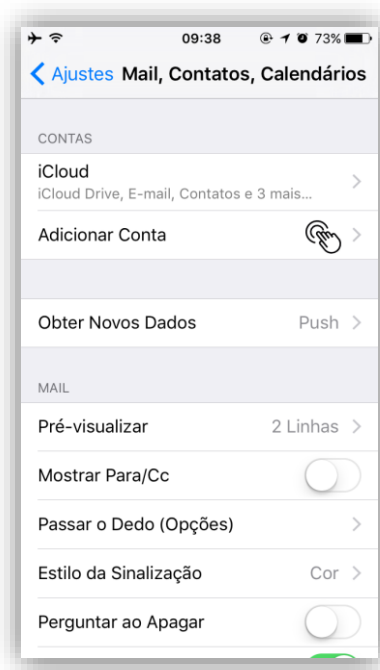 09:38 73%
Ajustes Mail, Contatos, Calendários
CONTAS
iCloud
iCloud Drive, E-mail, Contatos e 3 mais...
Adicionar Conta
Obter Novos Dados Push
MAIL
Pré-visualizar 2 Linhas
Mostrar Para/Cc
Passar o Dedo (Opções)
Estilo da Sinalização Cor
Perguntar ao Apagar